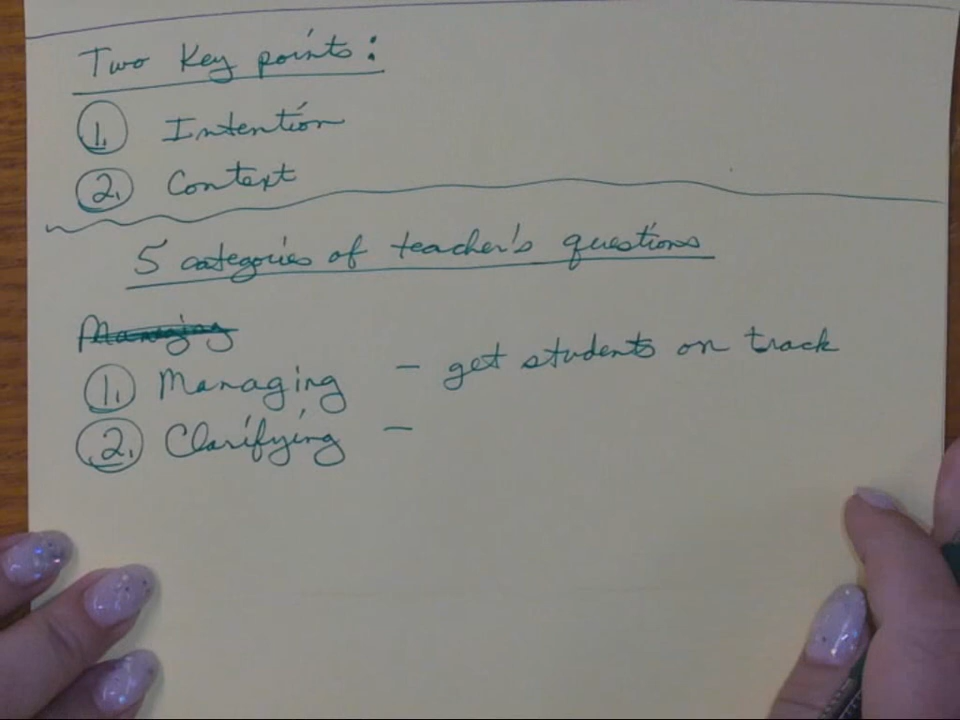 Two Key points:
1. Intention
2. Context
5 categories of teacher's questions
Managing
1. Managing – get students on track
2. Clarifying –